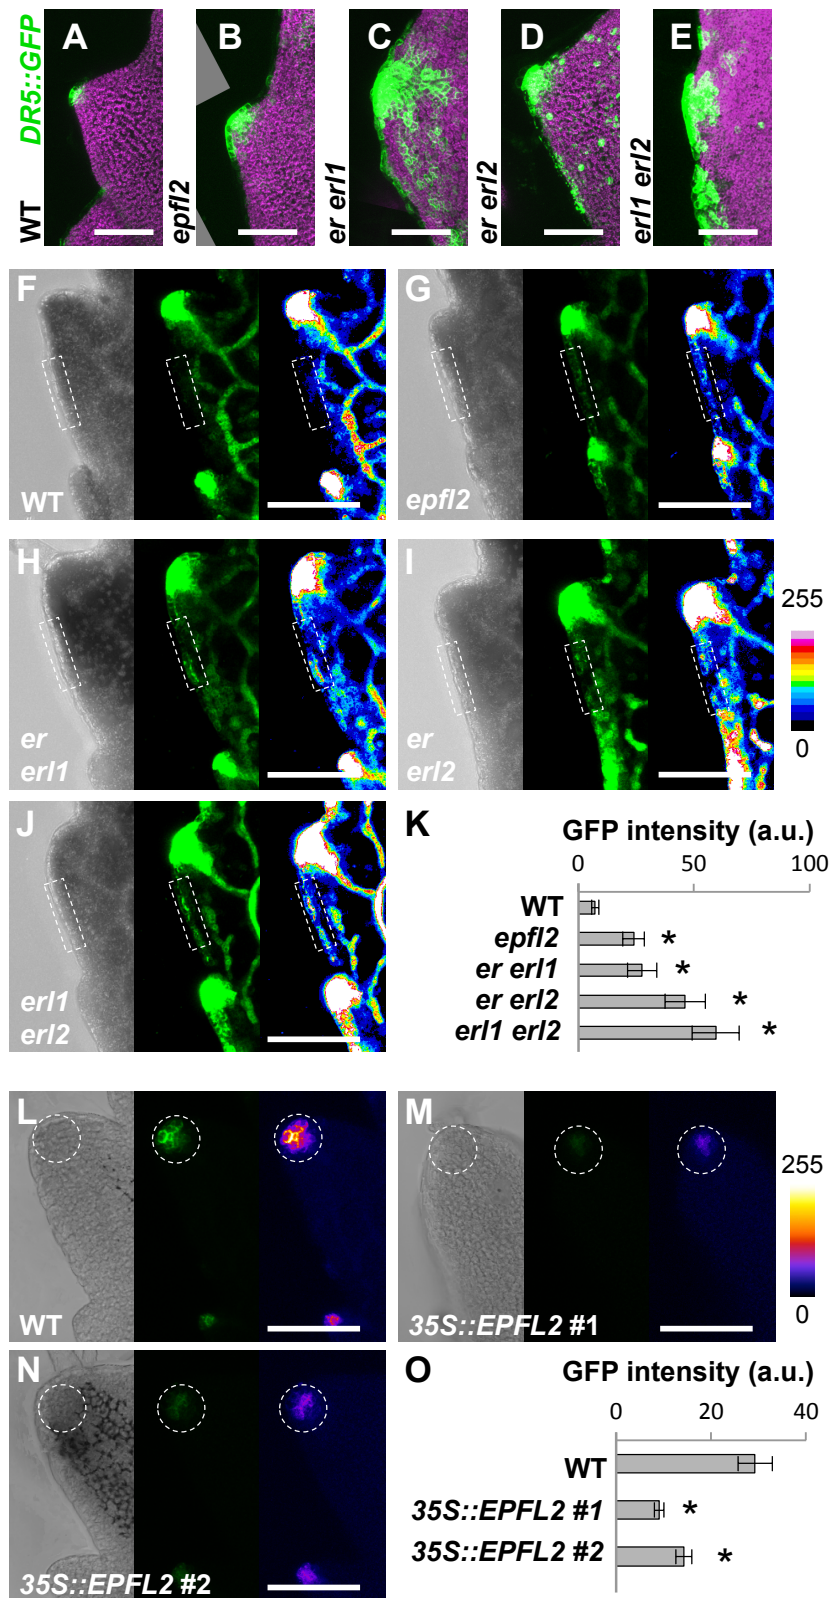 A B C D E
DR5::GFP
WT
epfl2
er erl1
er erl2
erl1 erl2
F G
WT
epfl2
H I
255
0
er
erl1
er
erl2
J K
GFP intensity (a.u.)
0 50 100
WT
epfl2 *
er erl1 *
er erl2 *
erl1 erl2 *
erl1
erl2
L M
255
0
WT
35S::EPFL2 #1
N O
GFP intensity (a.u.)
0 20 40
WT
35S::EPFL2 #1 *
35S::EPFL2 #2 *
35S::EPFL2 #2